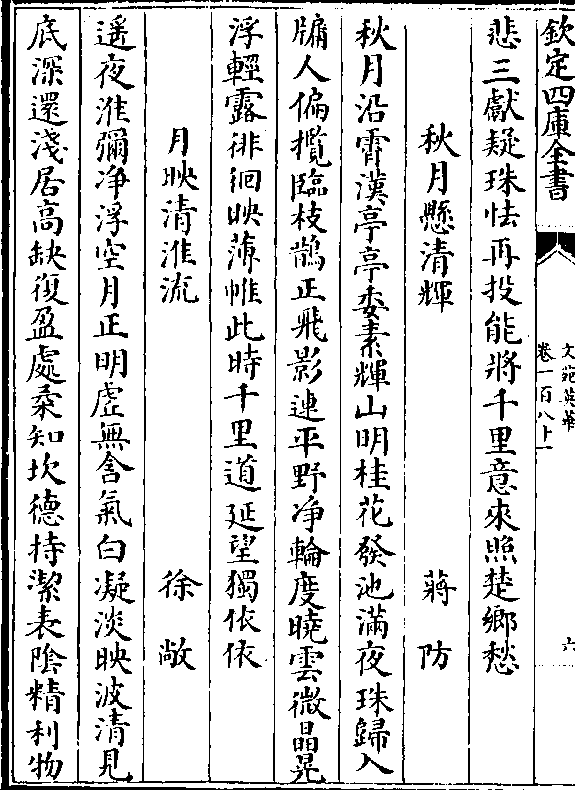 欽定四庫全書
文苑英華
卷一百八十一
六
悲三獻疑珠怯再投能將千里意來照楚鄉愁
秋月懸清輝 蔣防
秋月沿霄漢亭亭委素輝山明桂花發池滿夜珠歸入
牖人偏攬臨枝鵲正飛影連平野净輪度曉雲微晶晃
浮輕露徘徊映薄帷此時千里道延望獨依依
月映清淮流 徐敞
遥夜淮彌净浮空月正明虚無含氣白凝淡映波清見
底深還淺居高缺復盈處柔知坎德持潔表陰精利物